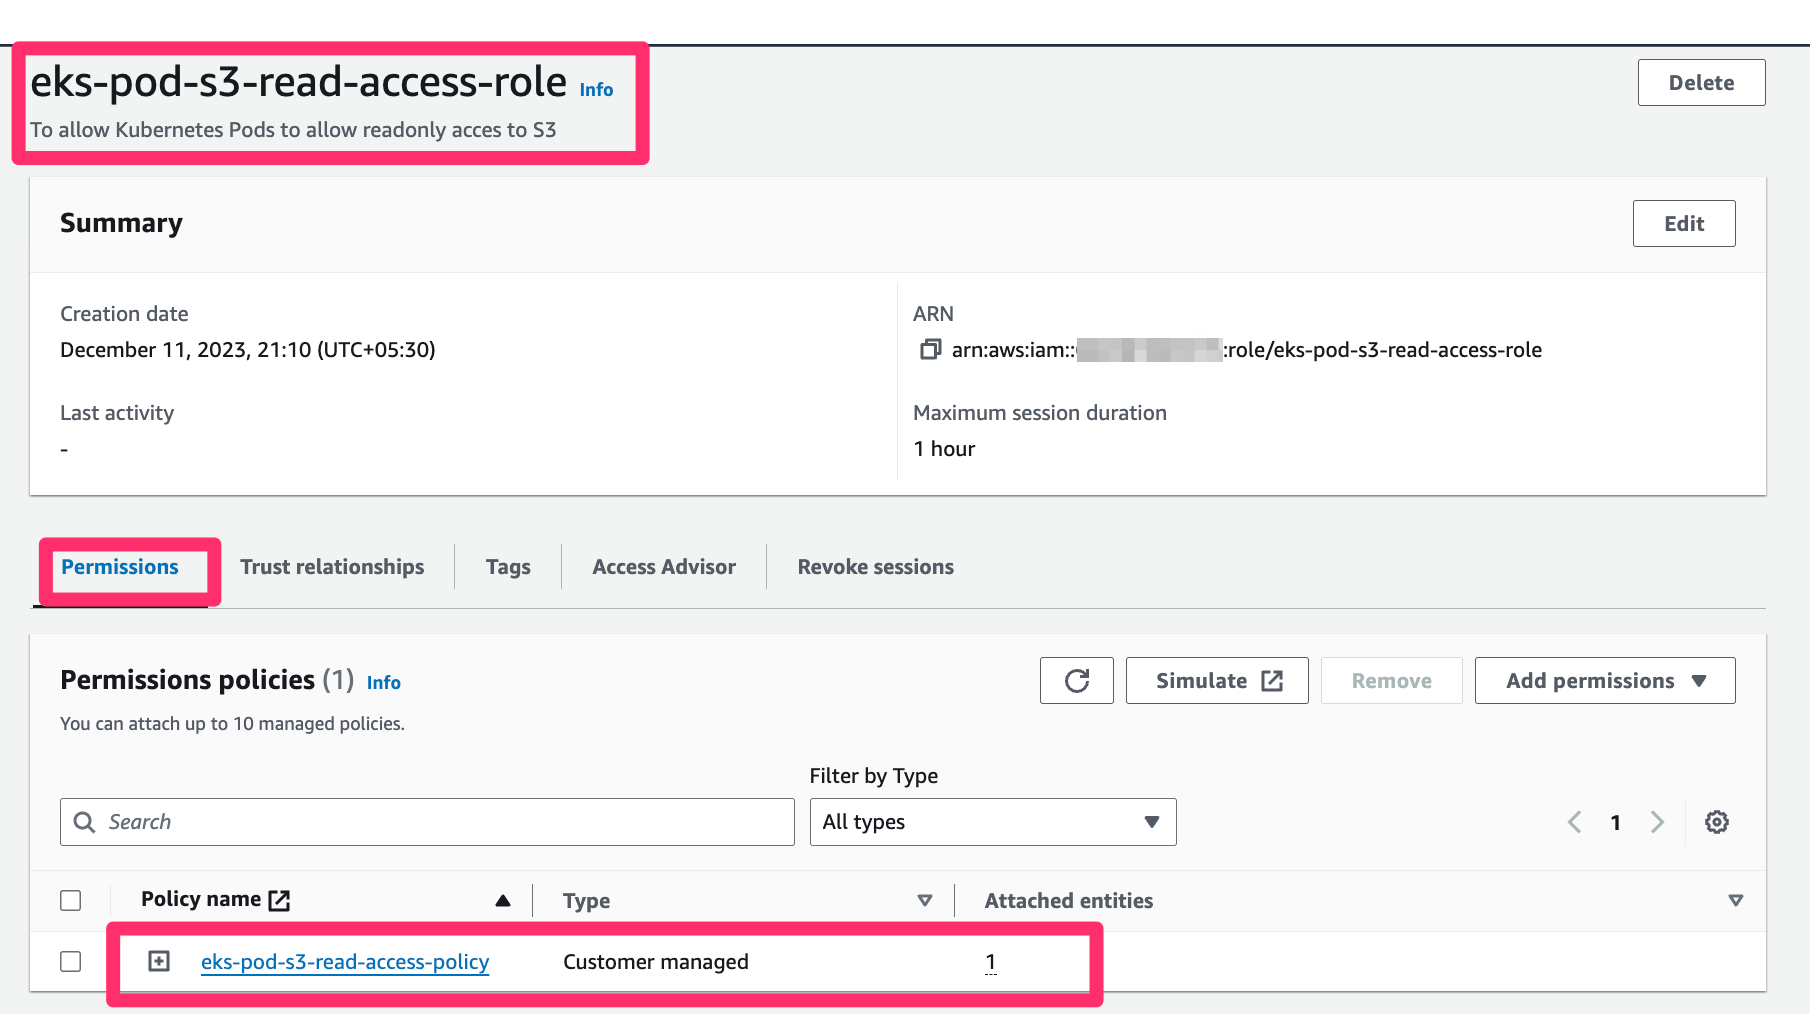 eks-pod-s3-read-access-role Info
Delete
To allow Kubernetes Pods to allow readonly acces to S3
Summary
Edit
Creation date
December 11, 2023, 21:10 (UTC+05:30)
ARN
arn:aws:iam:: :role/eks-pod-s3-read-access-role
Last activity
-
Maximum session duration
1 hour
Permissions Trust relationships Tags Access Advisor Revoke sessions
Permissions policies (1) Info
Simulate Remove Add permissions
You can attach up to 10 managed policies.
Filter by Type
Search All types 1
Policy name Type Attached entities
eks-pod-s3-read-access-policy Customer managed 1